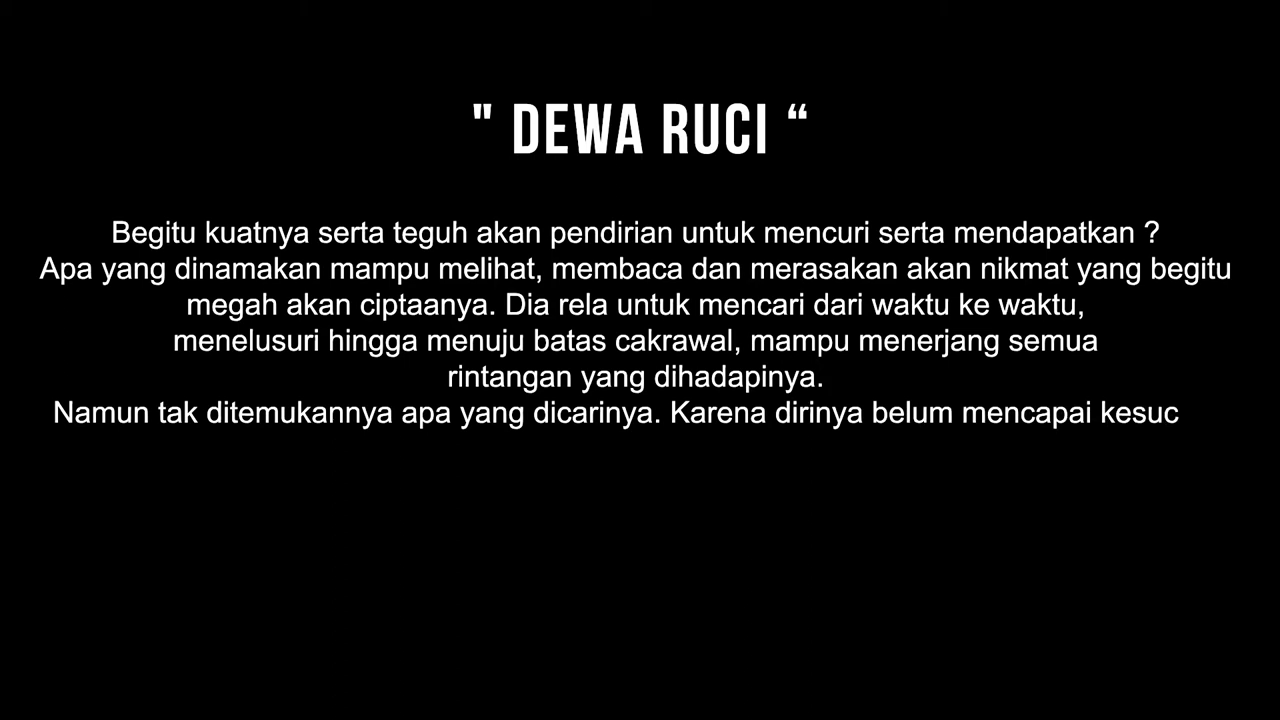 " DEWA RUCI “
Begitu kuatnya serta teguh akan pendirian untuk mencuri serta mendapatkan ?
Apa yang dinamakan mampu melihat, membaca dan merasakan akan nikmat yang begitu
megah akan ciptaanya. Dia rela untuk mencari dari waktu ke waktu,
menelusuri hingga menuju batas cakrawal, mampu menerjang semua
rintangan yang dihadapinya.
Namun tak ditemukannya apa yang dicarinya. Karena dirinya belum mencapai kesuc